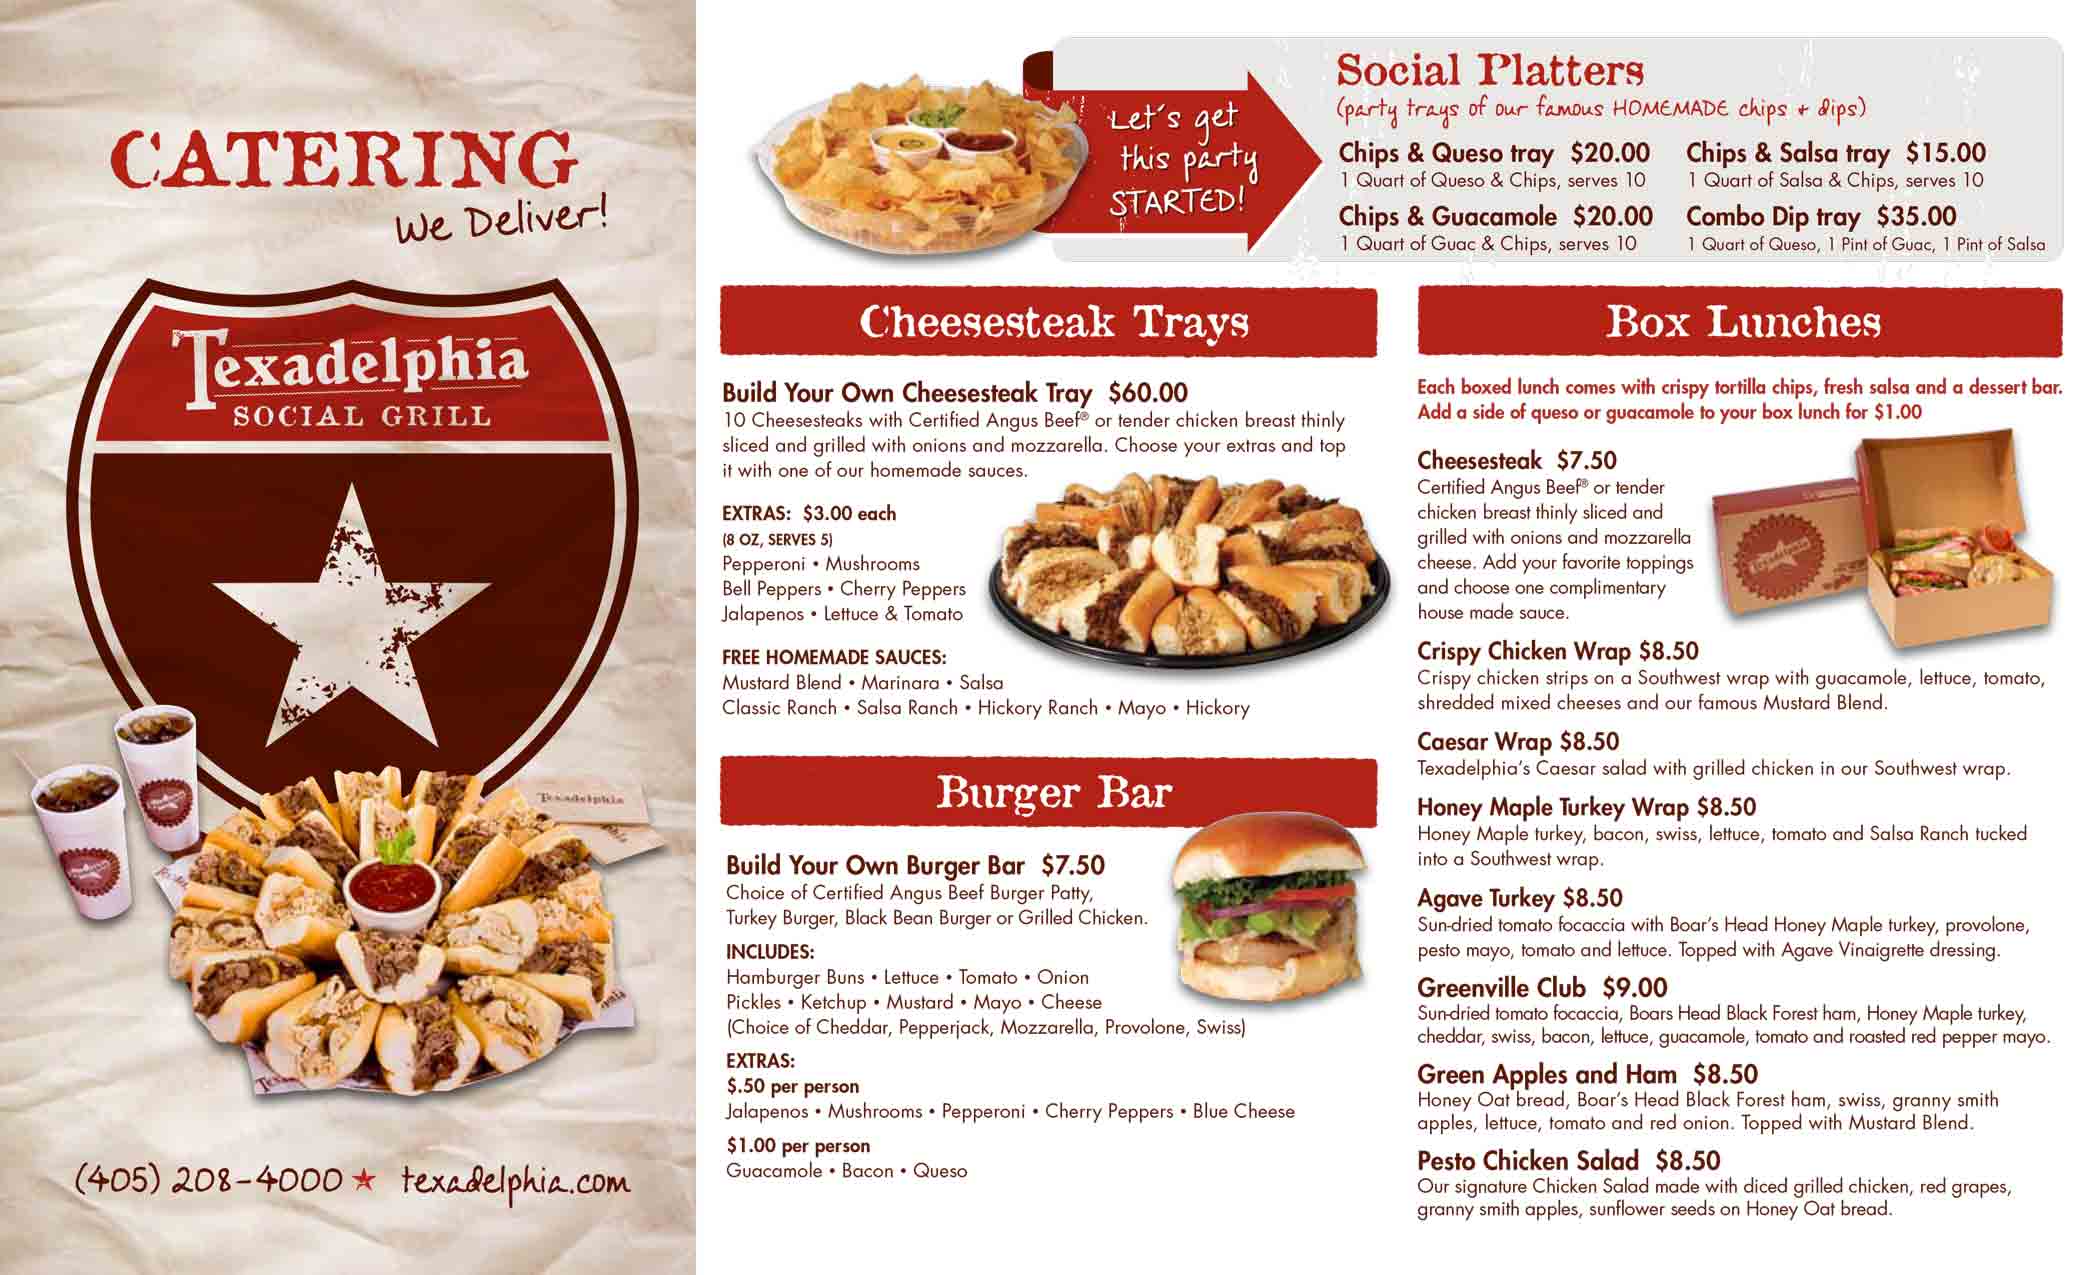 CATERING
We Deliver!
Texadelphia
SOCIAL GRILL
Texadelphia
(405) 208-4000 ★ texadelphia.com
Let's get
this party
STARTED!
Social Platters
(party trays of our famous HOMEMADE chips & dips)
Chips & Queso tray $20.00
1 Quart of Queso & Chips, serves 10
Chips & Guacamole $20.00
1 Quart of Guac & Chips, serves 10
Chips & Salsa tray $15.00
1 Quart of Salsa & Chips, serves 10
Combo Dip tray $35.00
1 Quart of Queso, 1 Pint of Guac, 1 Pint of Salsa
Cheesesteak Trays
Build Your Own Cheesesteak Tray $60.00
10 Cheesesteaks with Certified Angus Beef® or tender chicken breast thinly
sliced and grilled with onions and mozzarella. Choose your extras and top
it with one of our homemade sauces.
EXTRAS: $3.00 each
(8 OZ, SERVES 5)
Pepperoni • Mushrooms
Bell Peppers • Cherry Peppers
Jalapenos • Lettuce & Tomato
FREE HOMEMADE SAUCES:
Mustard Blend • Marinara • Salsa
Classic Ranch • Salsa Ranch • Hickory Ranch • Mayo • Hickory
Burger Bar
Build Your Own Burger Bar $7.50
Choice of Certified Angus Beef Burger Patty,
Turkey Burger, Black Bean Burger or Grilled Chicken.
INCLUDES:
Hamburger Buns • Lettuce • Tomato • Onion
Pickles • Ketchup • Mustard • Mayo • Cheese
(Choice of Cheddar, Pepperjack, Mozzarella, Provolone, Swiss)
EXTRAS:
$.50 per person
Jalapenos • Mushrooms • Pepperoni • Cherry Peppers • Blue Cheese
$1.00 per person
Guacamole • Bacon • Queso
Box Lunches
Each boxed lunch comes with crispy tortilla chips, fresh salsa and a dessert bar.
Add a side of queso or guacamole to your box lunch for $1.00
Cheesesteak $7.50
Certified Angus Beef® or tender
chicken breast thinly sliced and
grilled with onions and mozzarella
cheese. Add your favorite toppings
and choose one complimentary
house made sauce.
Crispy Chicken Wrap $8.50
Crispy chicken strips on a Southwest wrap with guacamole, lettuce, tomato,
shredded mixed cheeses and our famous Mustard Blend.
Caesar Wrap $8.50
Texadelphia's Caesar salad with grilled chicken in our Southwest wrap.
Honey Maple Turkey Wrap $8.50
Honey Maple turkey, bacon, swiss, lettuce, tomato and Salsa Ranch tucked
into a Southwest wrap.
Agave Turkey $8.50
Sun-dried tomato focaccia with Boar's Head Honey Maple turkey, provolone,
pesto mayo, tomato and lettuce. Topped with Agave Vinaigrette dressing.
Greenville Club $9.00
Sun-dried tomato focaccia, Boars Head Black Forest ham, Honey Maple turkey,
cheddar, swiss, bacon, lettuce, guacamole, tomato and roasted red pepper mayo.
Green Apples and Ham $8.50
Honey Oat bread, Boar's Head Black Forest ham, swiss, granny smith
apples, lettuce, tomato and red onion. Topped with Mustard Blend.
Pesto Chicken Salad $8.50
Our signature Chicken Salad made with diced grilled chicken, red grapes,
granny smith apples, sunflower seeds on Honey Oat bread.